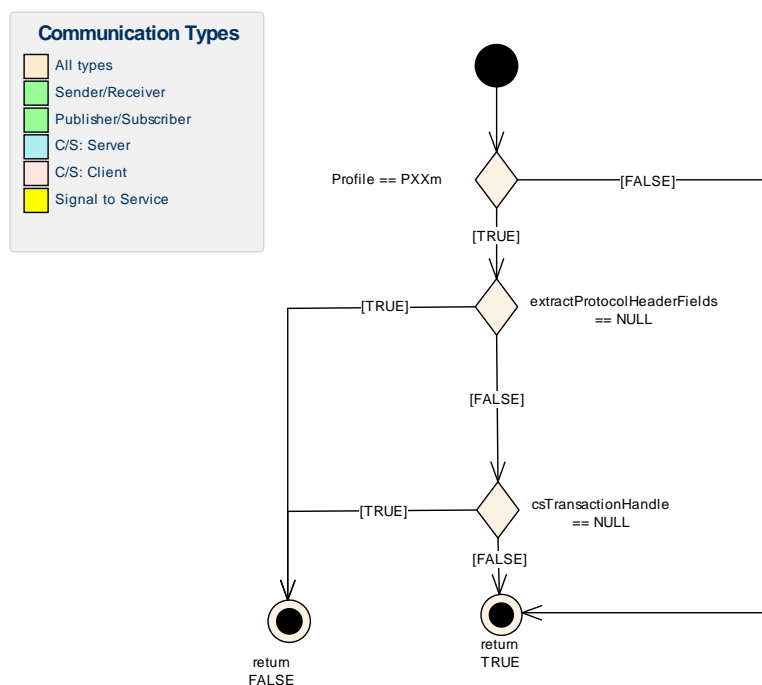 Communication Types
All types
Sender/Receiver
Publisher/Subscriber
C/S: Server
C/S: Client
Signal to Service
Profile == PXXm
[FALSE]
[TRUE]
[TRUE]
extractProtocolHeaderFields
== NULL
[FALSE]
[TRUE]
csTransactionHandle
== NULL
[FALSE]
return
FALSE
return
TRUE